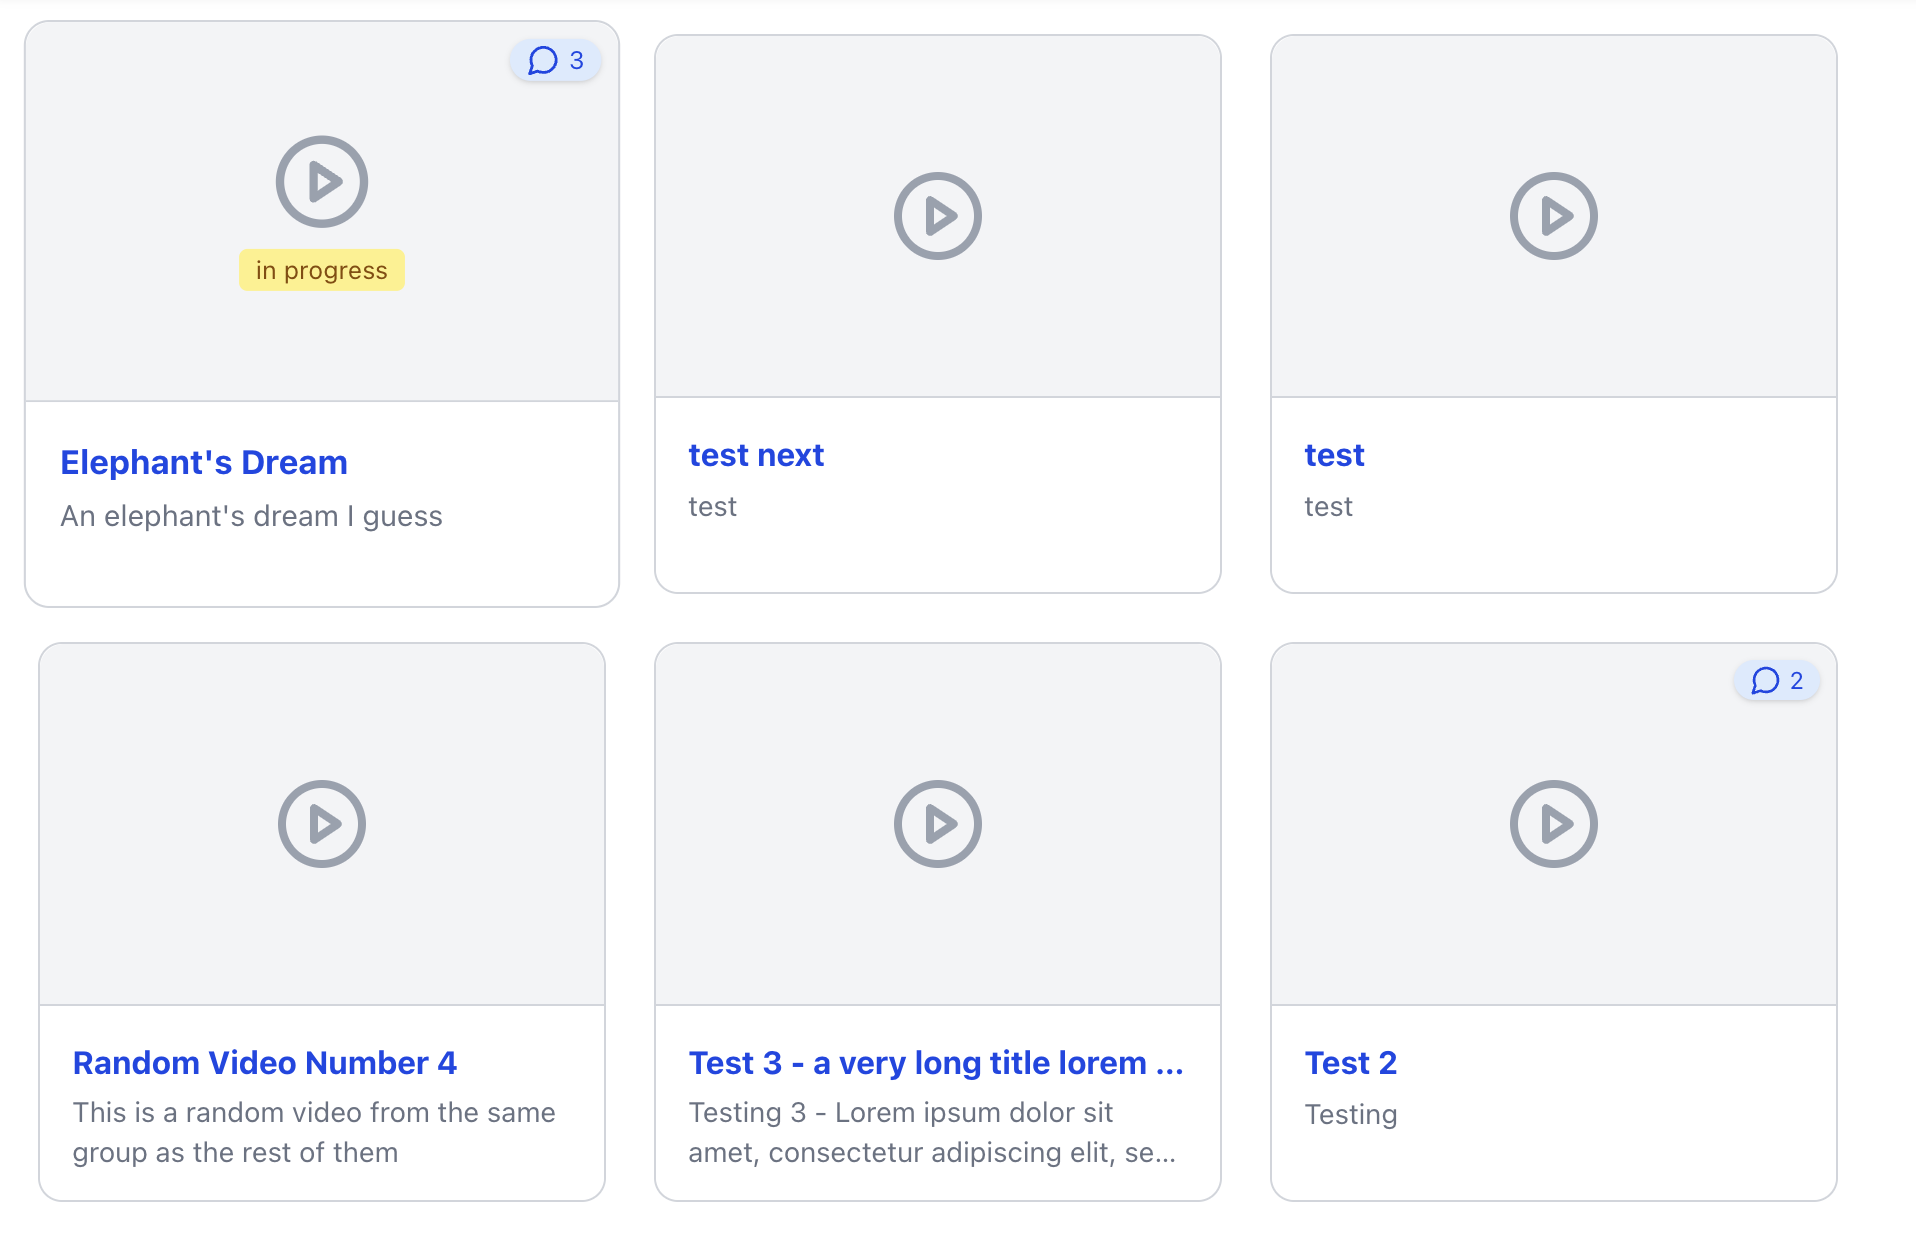 3
in progress
Elephant's Dream
An elephant's dream I guess
test next
test
test
test
Random Video Number 4
This is a random video from the same
group as the rest of them
Test 3 - a very long title lorem ...
Testing 3 - Lorem ipsum dolor sit
amet, consectetur adipiscing elit, se...
2
Test 2
Testing